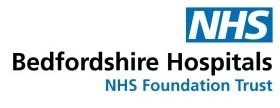 NHS
Bedfordshire Hospitals
NHS Foundation Trust